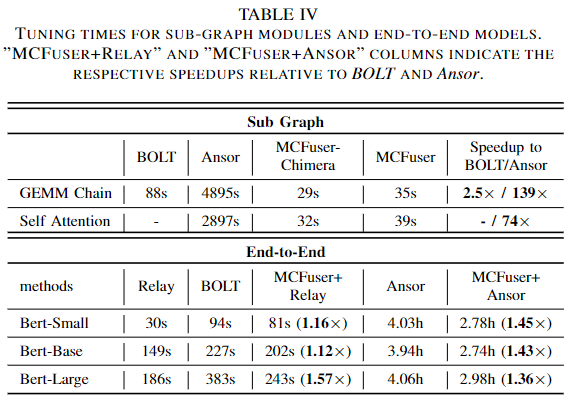 TABLE IV
TUNING TIMES FOR SUB-GRAPH MODULES AND END-TO-END MODELS.
"MCFUSER+RELAY" AND "MCFUSER+ANSOR" COLUMNS INDICATE THE
RESPECTIVE SPEEDUPS RELATIVE TO BOLT AND Ansor.
Sub Graph
BOLT Ansor MCFuser-Chimera MCFuser Speedup to BOLT/Ansor
GEMM Chain 88s 4895s 29s 35s 2.5× / 139×
Self Attention - 2897s 32s 39s - / 74×
End-to-End
methods Relay BOLT MCFuser+Relay Ansor MCFuser+Ansor
Bert-Small 30s 94s 81s (1.16×) 4.03h 2.78h (1.45×)
Bert-Base 149s 227s 202s (1.12×) 3.94h 2.74h (1.43×)
Bert-Large 186s 383s 243s (1.57×) 4.06h 2.98h (1.36×)